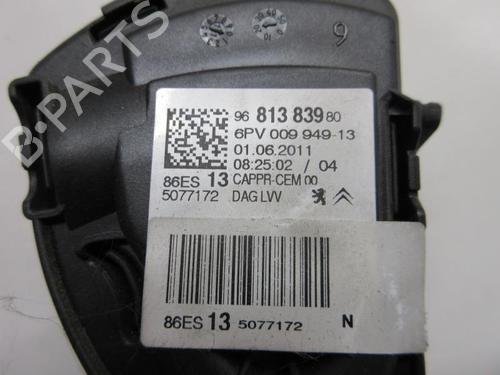 B-PARTS
9
96 813 839 80
6PV 009 949-13
01.06.2011
08:25:02 / 04
86ES 13 CAPPR-CEM 00
5077172 DAG LVV
86ES 13 5077172 N